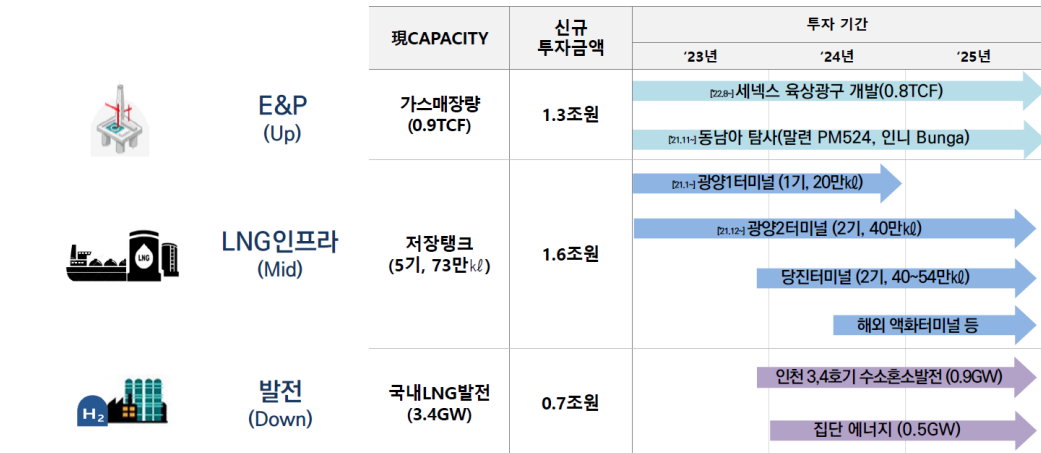 現CAPACITY
신규
투자금액
투자 기간
‘23년
‘24년
‘25년
E&P
(Up)
가스매장량
(0.9TCF)
1.3조원
['22.8~] 세넥스 육상광구 개발(0.8TCF)
['21.11~] 동남아 탐사(말련 PM524, 인니 Bunga)
LNG
LNG인프라
(Mid)
저장탱크
(5기, 73만㎘)
1.6조원
['21.1~] 광양1터미널 (1기, 20만㎘)
['21.12~] 광양2터미널 (2기, 40만㎘)
당진터미널 (2기, 40~54만㎘)
해외 액화터미널 등
H₂
발전
(Down)
국내LNG발전
(3.4GW)
0.7조원
인천 3,4호기 수소혼소발전 (0.9GW)
집단 에너지 (0.5GW)